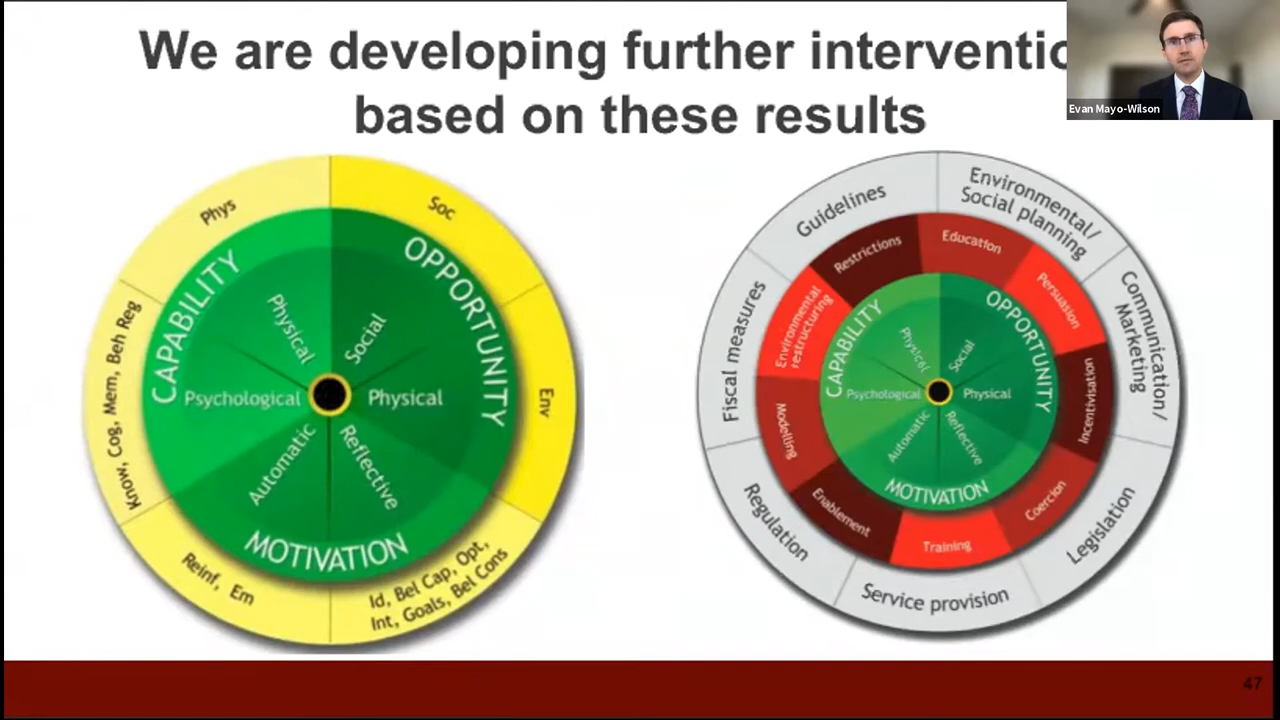 We are developing further interventio
based on these results
Evan Mayo-Wilson
Phys
Soc
CAPABILITY
OPPORTUNITY
Physical
Social
Know, Cog, Mem, Beh Reg
Psychological
Physical
Env
Automatic
Reflective
MOTIVATION
Reinf, Em
Id, Bel Cap, Opt,
Int, Goals, Bel Cons
Guidelines
Environmental/
Social planning
Restrictions
Education
Fiscal measures
Environmental
restructuring
Persuasion
Communication/
Marketing
CAPABILITY
OPPORTUNITY
Physical
Social
Psychological
Physical
Incentivisation
Modelling
Automatic
Reflective
MOTIVATION
Enablement
Training
Coercion
Regulation
Service provision
Legislation
47